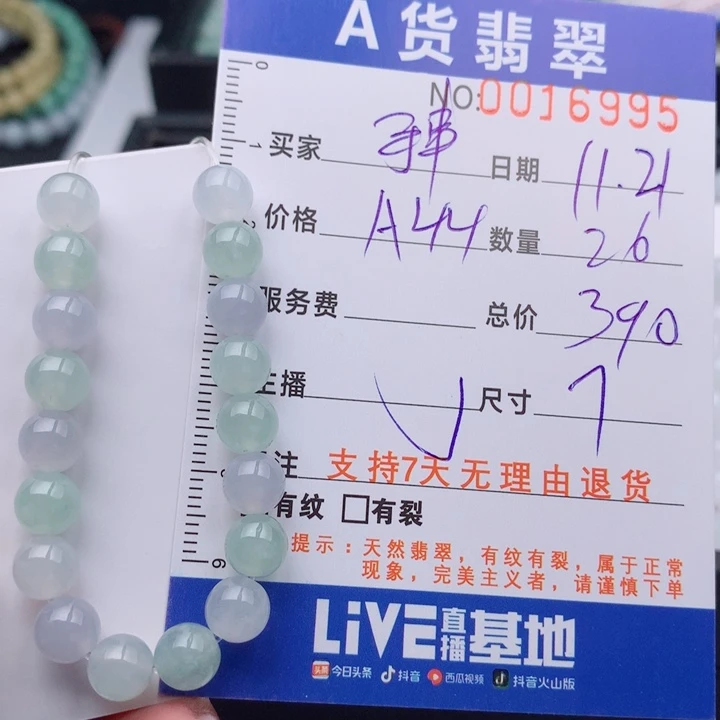 A货翡翠
NO:0016995
买家 日期 11.21
价格 A44 数量 26
服务费 总价 390
主播 尺寸 7
注 支持7天无理由退货
有纹 □有裂
提示：天然翡翠，有纹有裂，属于正常
现象，完美主义者，请谨慎下单
LiVE直播基地
头条 今日头条 抖音 西瓜视频 抖音火山版